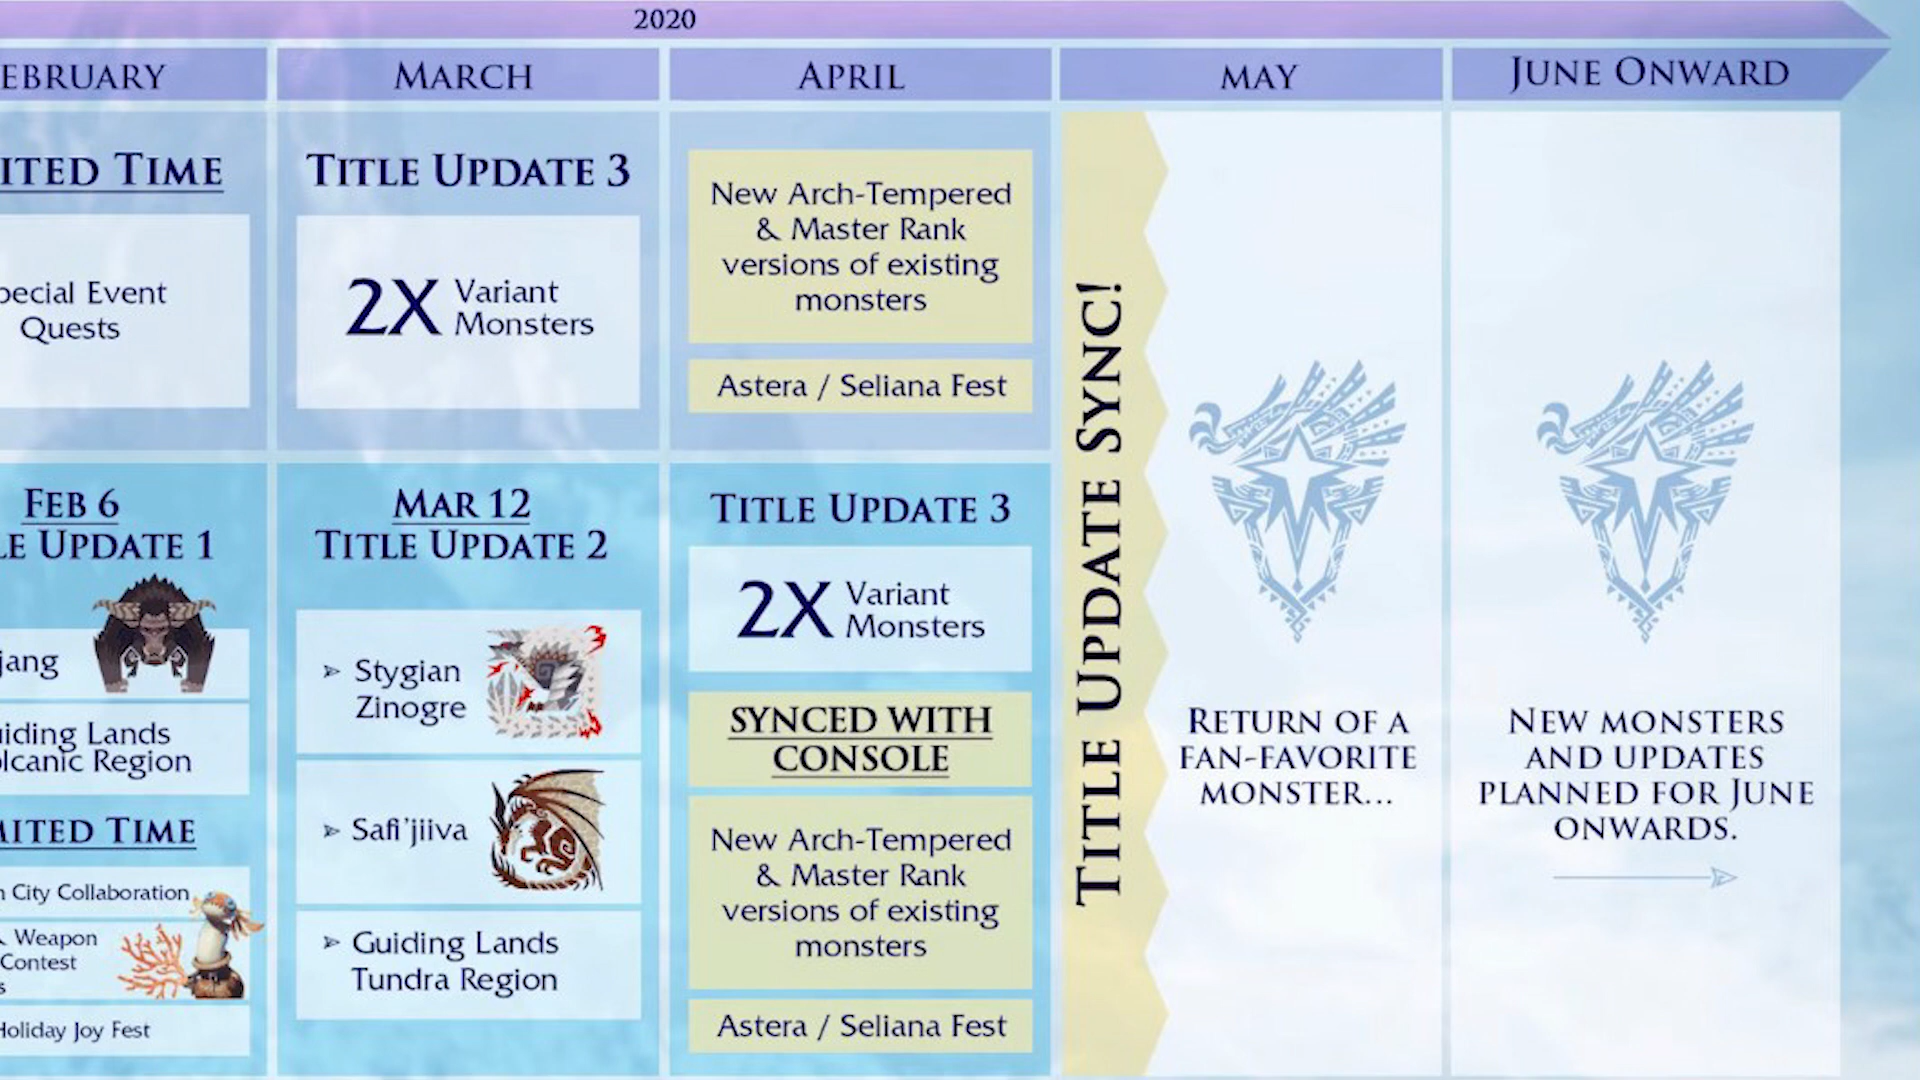 2020
EBRUARY
MARCH
APRIL
MAY
JUNE ONWARD
ITED TIME
pecial Event
Quests
TITLE UPDATE 3
2X Variant
Monsters
New Arch-Tempered
& Master Rank
versions of existing
monsters
Astera / Seliana Fest
FEB 6
LE UPDATE 1
jang
uiding Lands
lcanic Region
MITED TIME
n City Collaboration
Weapon
Contest
s
Holiday Joy Fest
MAR 12
TITLE UPDATE 2
➢ Stygian
Zinogre
➢ Safi'jiiva
➢ Guiding Lands
Tundra Region
TITLE UPDATE 3
2X Variant
Monsters
SYNCED WITH
CONSOLE
New Arch-Tempered
& Master Rank
versions of existing
monsters
Astera / Seliana Fest
TITLE UPDATE SYNC!
RETURN OF A
FAN-FAVORITE
MONSTER...
NEW MONSTERS
AND UPDATES
PLANNED FOR JUNE
ONWARDS.